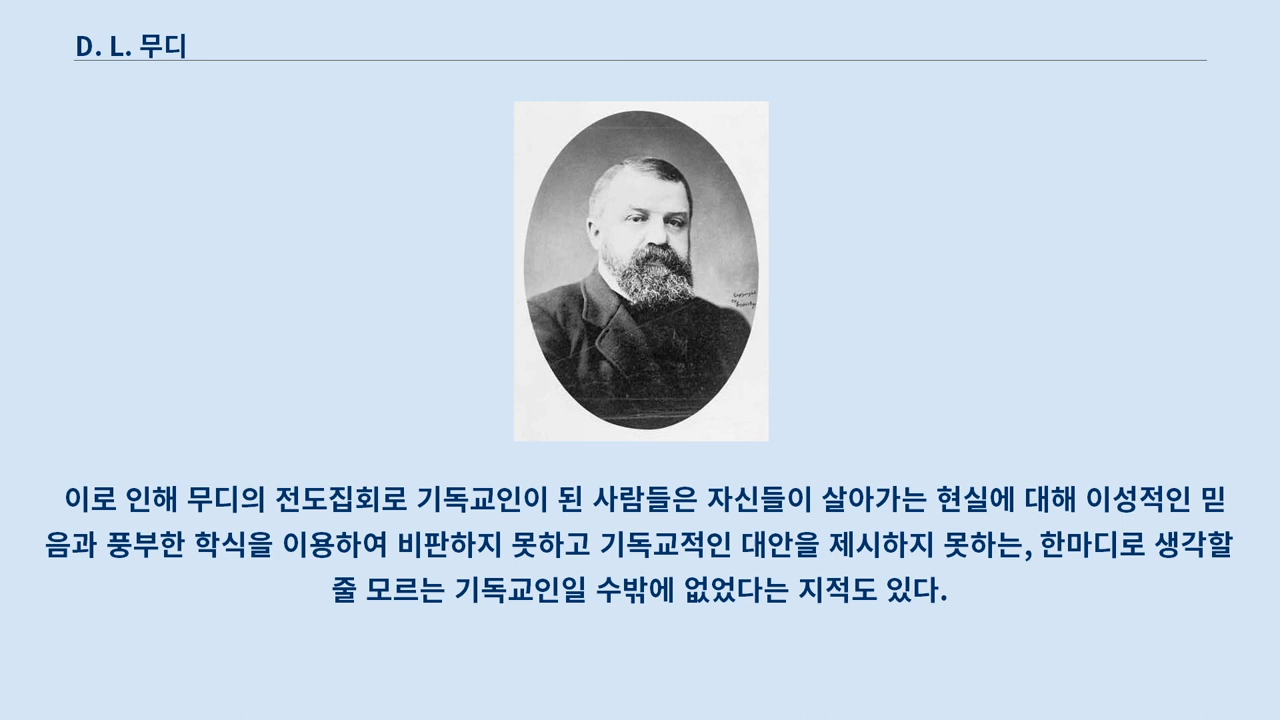 D. L. 무디
이로 인해 무디의 전도집회로 기독교인이 된 사람들은 자신들이 살아가는 현실에 대해 이성적인 믿
음과 풍부한 학식을 이용하여 비판하지 못하고 기독교적인 대안을 제시하지 못하는, 한마디로 생각할
줄 모르는 기독교인일 수밖에 없었다는 지적도 있다.